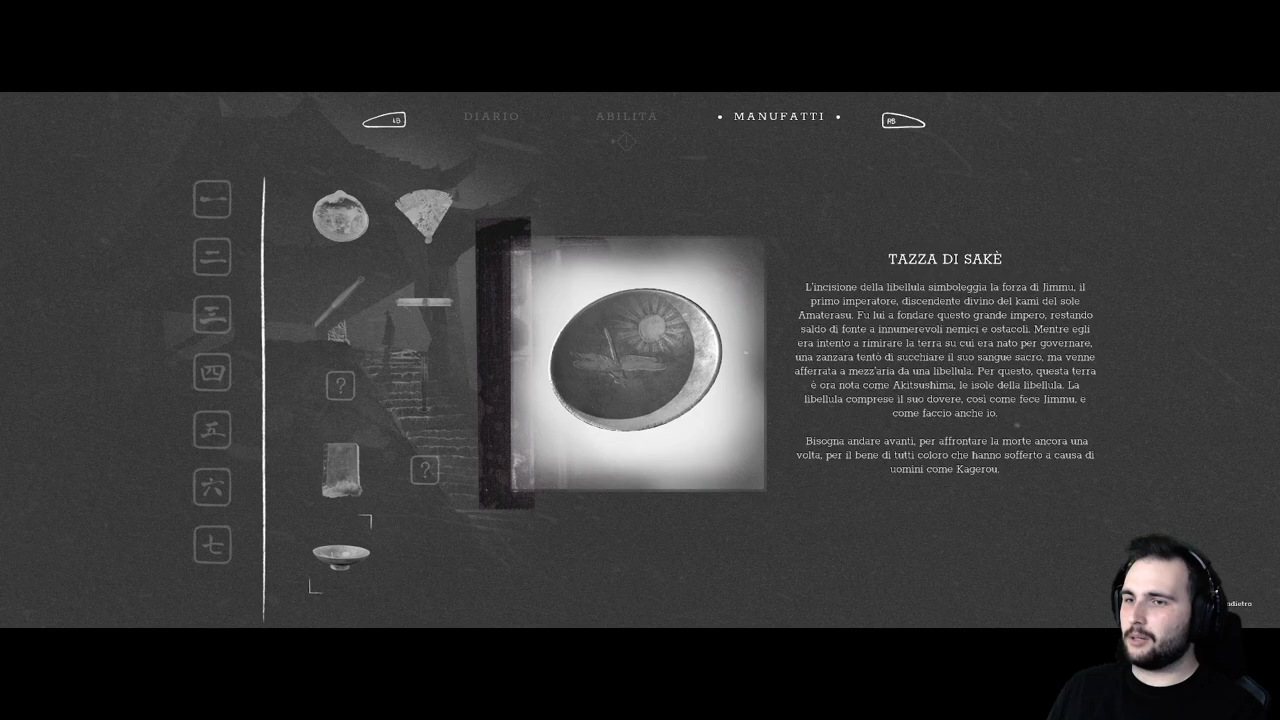 LB
DIARIO
ABILITÀ
• MANUFATTI •
RB
一
二
三
四
五
六
七
?
?
TAZZA DI SAKÈ
L'incisione della libellula simboleggia la forza di Jimmu, il
primo imperatore, discendente divino del kami del sole
Amaterasu. Fu lui a fondare questo grande impero, restando
saldo di fonte a innumerevoli nemici e ostacoli. Mentre egli
era intento a rimirare la terra su cui era nato per governare,
una zanzara tentò di succhiare il suo sangue sacro, ma venne
afferrata a mezz'aria da una libellula. Per questo, questa terra
è ora nota come Akitsushima, le isole della libellula. La
libellula comprese il suo dovere, così come fece Jimmu, e
come faccio anche io.
Bisogna andare avanti, per affrontare la morte ancora una
volta, per il bene di tutti coloro che hanno sofferto a causa di
uomini come Kagerou.
ndietro